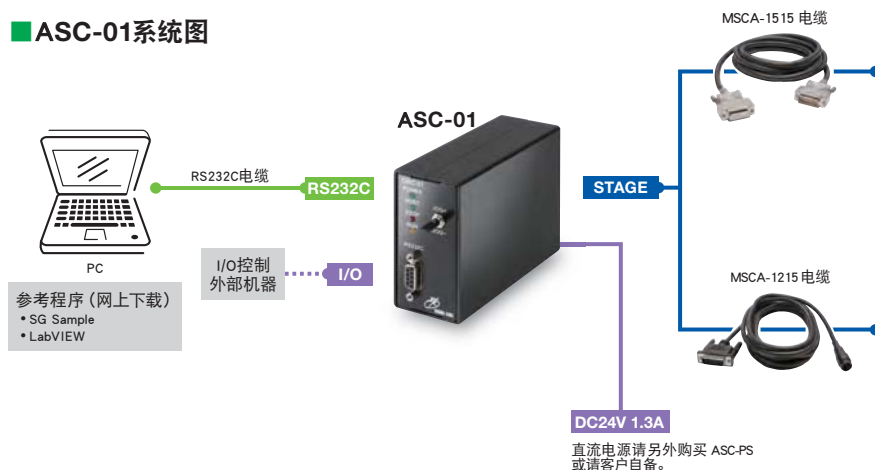 ■ASC-01系统图
MSCA-1515 电缆
ASC-01
RS232C电缆
RS232C
STAGE
PC
I/O控制
外部机器
I/O
参考程序（网上下载）
• SG Sample
• LabVIEW
POWER
RS232C
MSCA-1215 电缆
DC24V 1.3A
直流电源请另外购买 ASC-PS
或请客户自备。